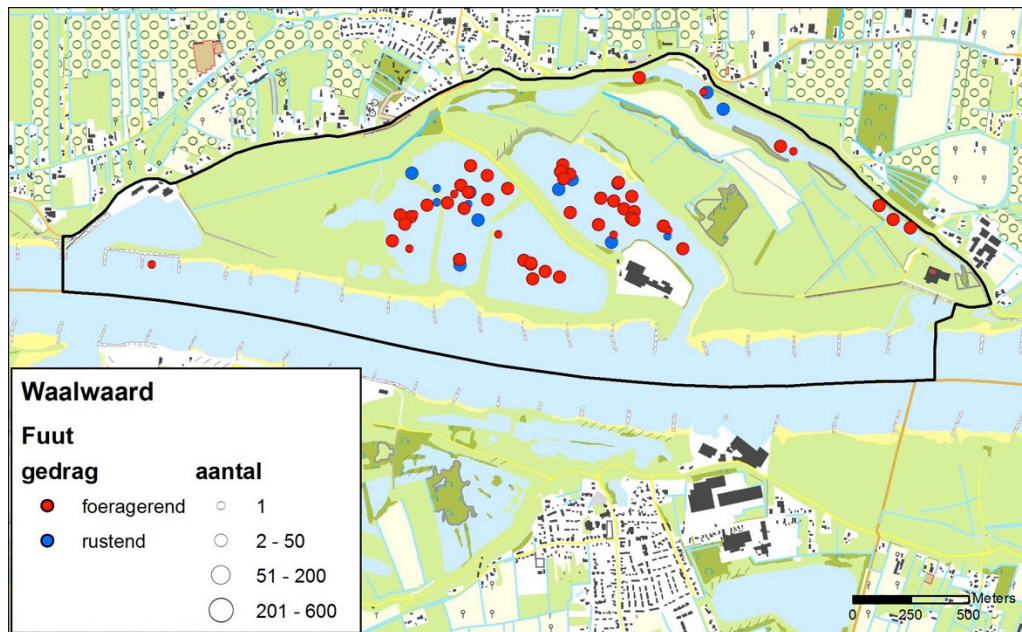 Waalwaard
Fuut
gedrag aantal
foeragerend 1
rustend 2 - 50
51 - 200
201 - 600
Meters
0 250 500